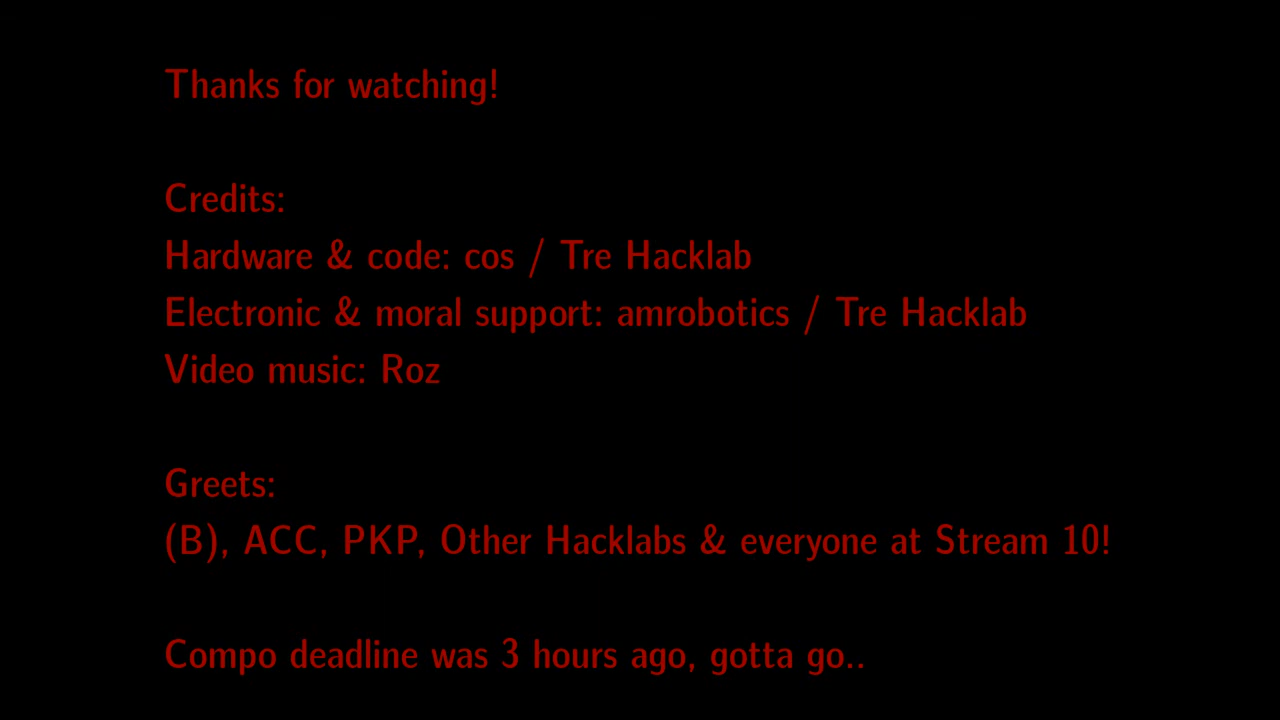 Thanks for watching!
Credits:
Hardware & code: cos / Tre Hacklab
Electronic & moral support: amrobotics / Tre Hacklab
Video music: Roz
Greets:
(B), ACC, PKP, Other Hacklabs & everyone at Stream 10!
Compo deadline was 3 hours ago, gotta go..